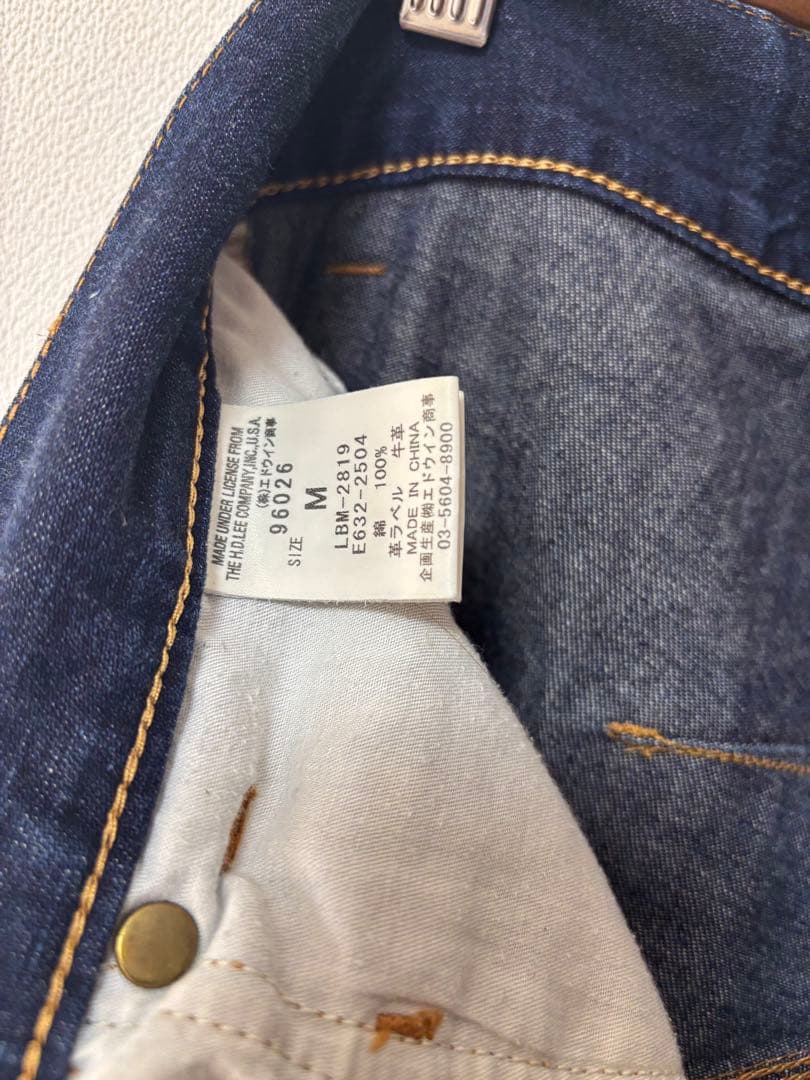 MADE UNDER LICENSE FROM
THE H.D.LEE COMPANY,INC.,U.S.A.
(株)エドウイン商事
96026
SIZE M
LBM-2819
E632-2504
綿 100%
革ラベル 牛革
MADE IN CHINA
企画生産㈱エドウイン商事
03-5604-8900